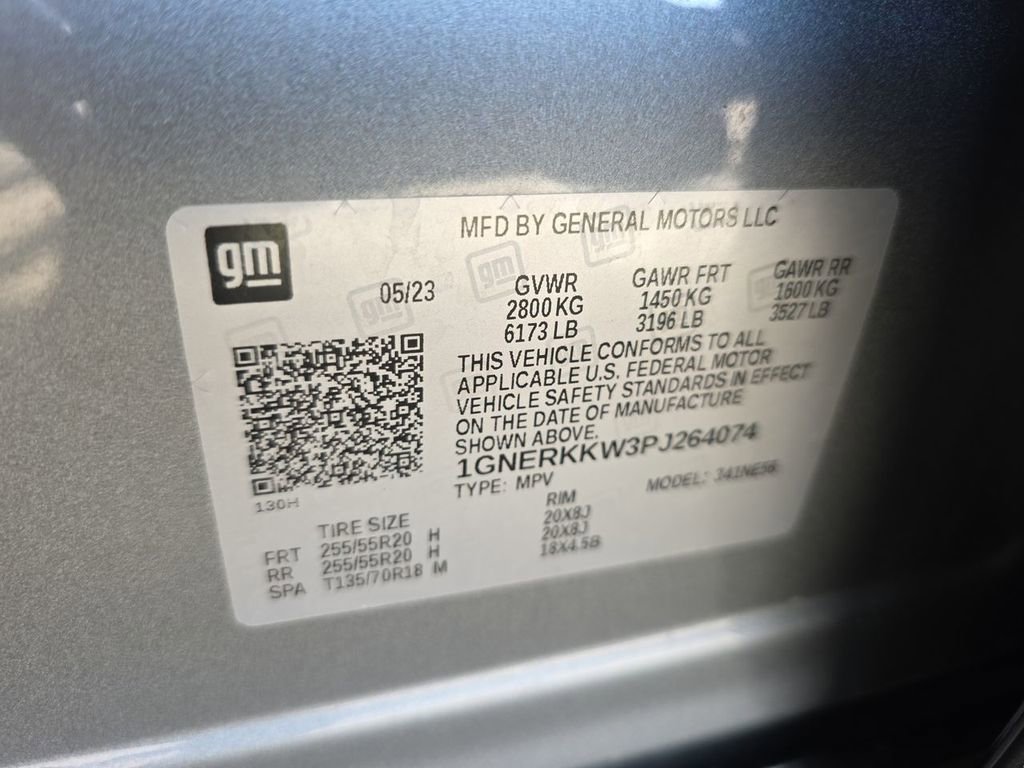 gm
MFD BY GENERAL MOTORS LLC
05/23
GVWR GAWR FRT GAWR RR
2800 KG 1450 KG 1600 KG
6173 LB 3196 LB 3527 LB
THIS VEHICLE CONFORMS TO ALL
APPLICABLE U.S. FEDERAL MOTOR
VEHICLE SAFETY STANDARDS IN EFFECT
ON THE DATE OF MANUFACTURE
SHOWN ABOVE.
1GNERKKW3PJ264074
TYPE: MPV MODEL: 341NE56
130H
TIRE SIZE RIM
FRT 255/55R20 H 20X8J
RR 255/55R20 H 20X8J
SPA T135/70R18 M 18X4.5B